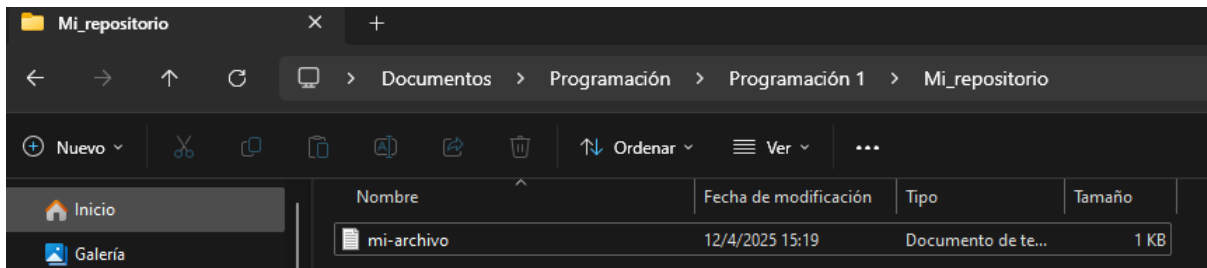 Mi_repositorio
Documentos > Programación > Programación 1 > Mi_repositorio
Nuevo Ordenar Ver
Inicio
Galería
Nombre Fecha de modificación Tipo Tamaño
mi-archivo 12/4/2025 15:19 Documento de te... 1 KB